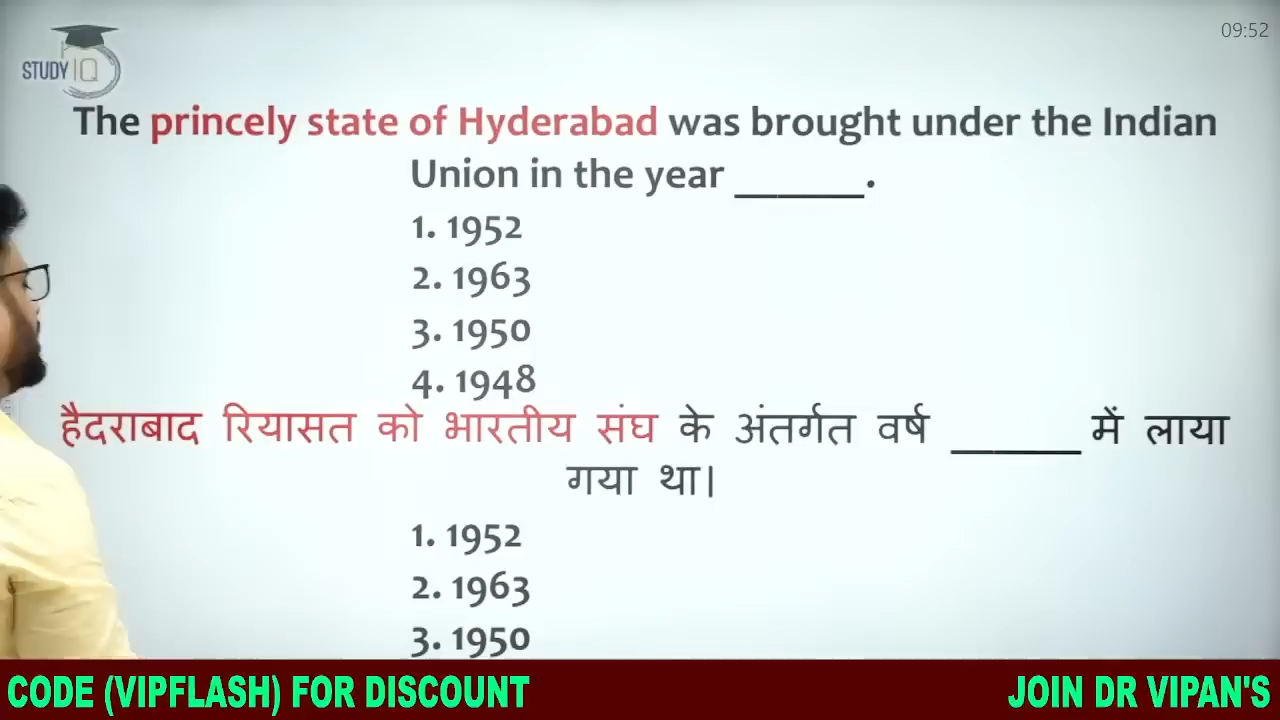 09:52
STUDY IQ
The princely state of Hyderabad was brought under the Indian
Union in the year ______.
1. 1952
2. 1963
3. 1950
4. 1948
हैदराबाद रियासत को भारतीय संघ के अंतर्गत वर्ष ______ में लाया
गया था।
1. 1952
2. 1963
3. 1950
CODE (VIPFLASH) FOR DISCOUNT
JOIN DR VIPAN'S